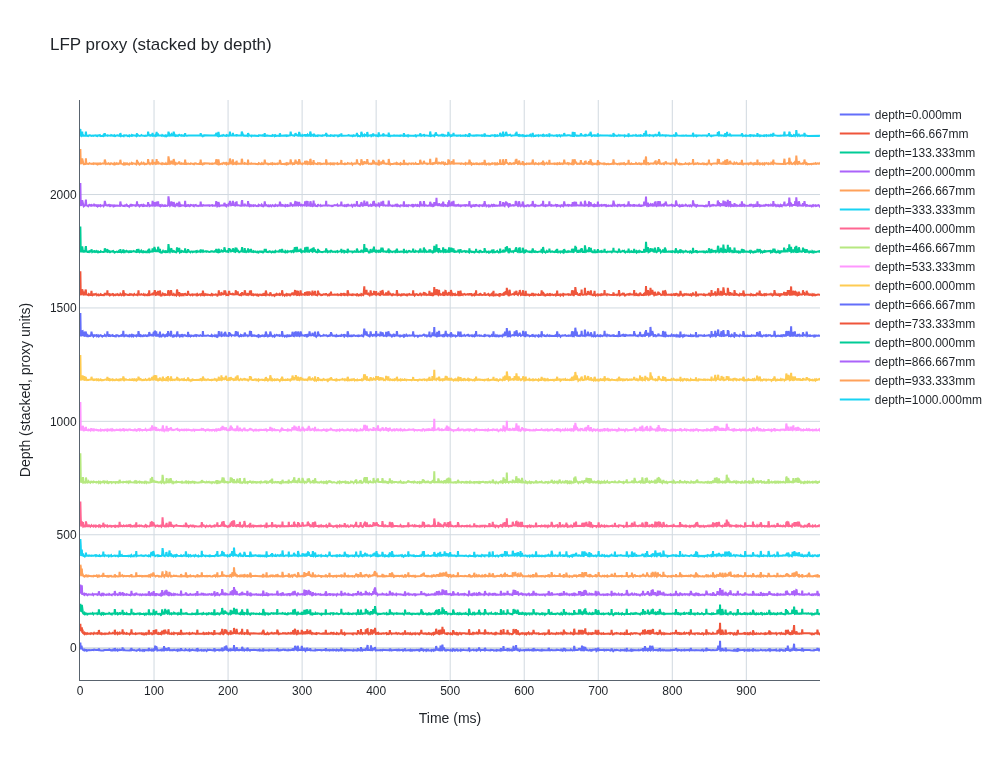 LFP proxy (stacked by depth)
depth=0.000mm
depth=66.667mm
depth=133.333mm
depth=200.000mm
depth=266.667mm
depth=333.333mm
depth=400.000mm
depth=466.667mm
depth=533.333mm
depth=600.000mm
depth=666.667mm
depth=733.333mm
depth=800.000mm
depth=866.667mm
depth=933.333mm
depth=1000.000mm
Depth (stacked, proxy units)
2000
1500
1000
500
0
0 100 200 300 400 500 600 700 800 900
Time (ms)